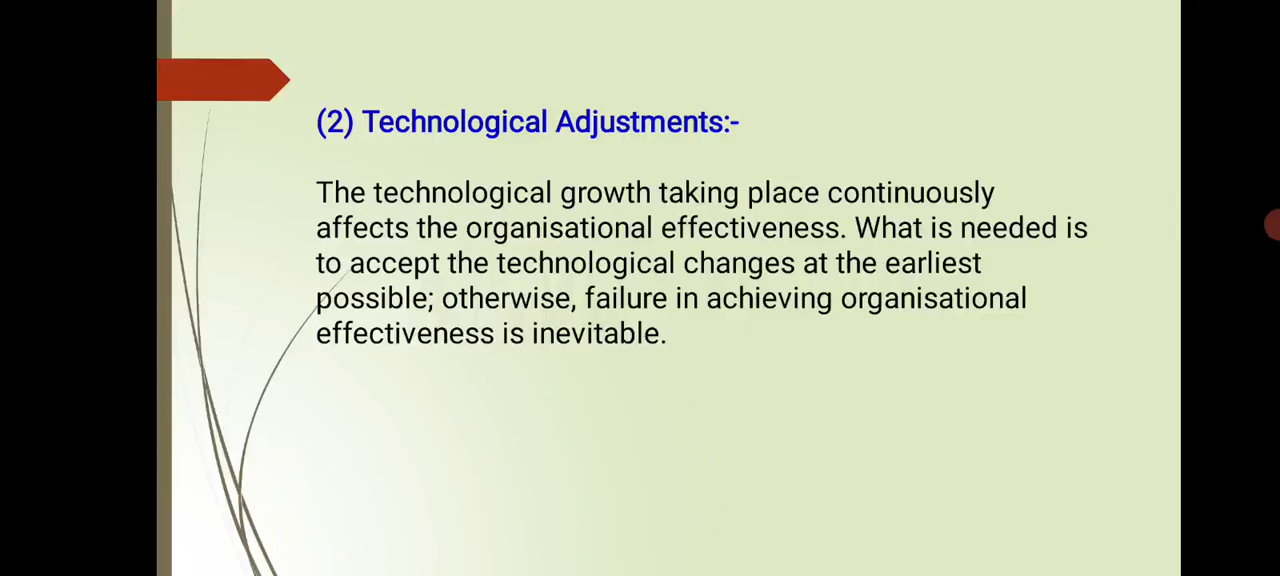 (2) Technological Adjustments:-
The technological growth taking place continuously
affects the organisational effectiveness. What is needed is
to accept the technological changes at the earliest
possible; otherwise, failure in achieving organisational
effectiveness is inevitable.